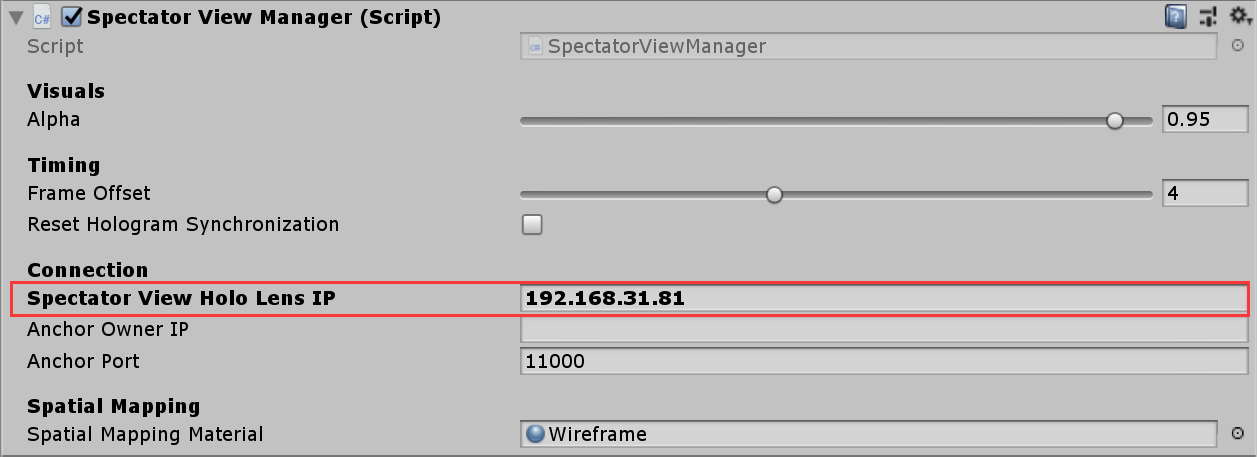 Spectator View Manager (Script)
Script SpectatorViewManager
Visuals
Alpha 0.95
Timing
Frame Offset 4
Reset Hologram Synchronization
Connection
Spectator View Holo Lens IP 192.168.31.81
Anchor Owner IP
Anchor Port 11000
Spatial Mapping
Spatial Mapping Material Wireframe